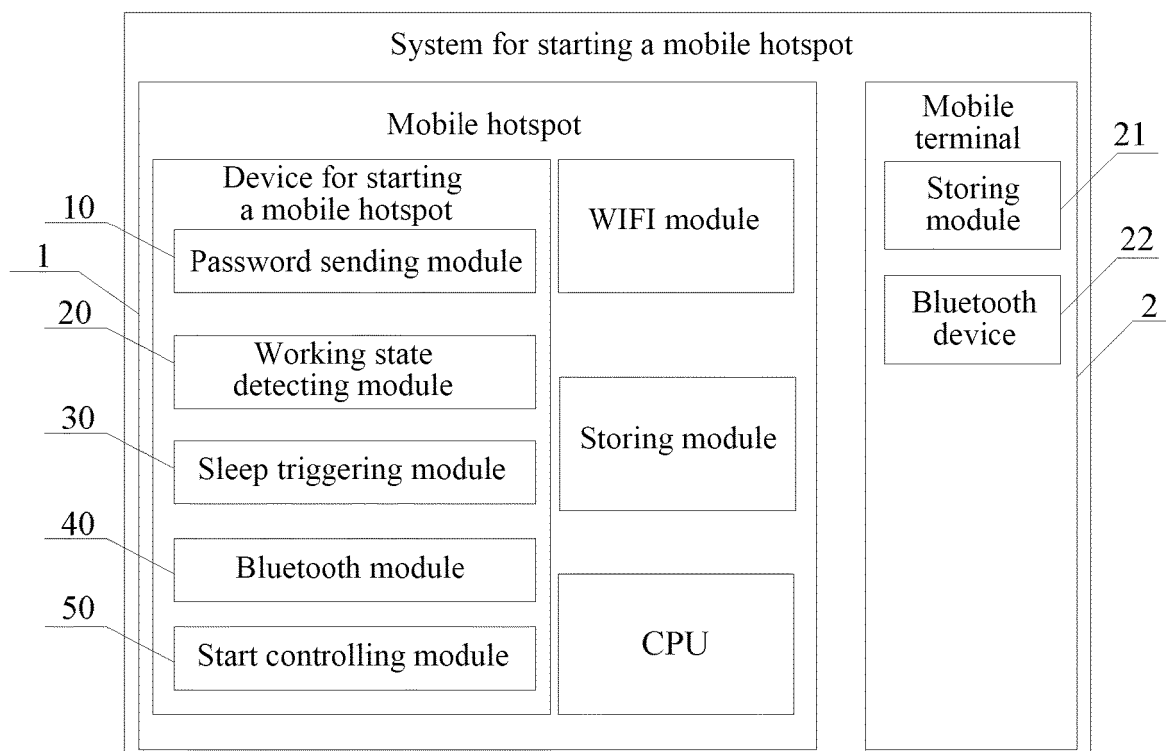 System for starting a mobile hotspot
Mobile hotspot
Device for starting
a mobile hotspot
10
Password sending module
1
20
Working state
detecting module
30
Sleep triggering module
40
Bluetooth module
50
Start controlling module
WIFI module
Storing module
CPU
Mobile
terminal
21
Storing
module
22
Bluetooth
device
2